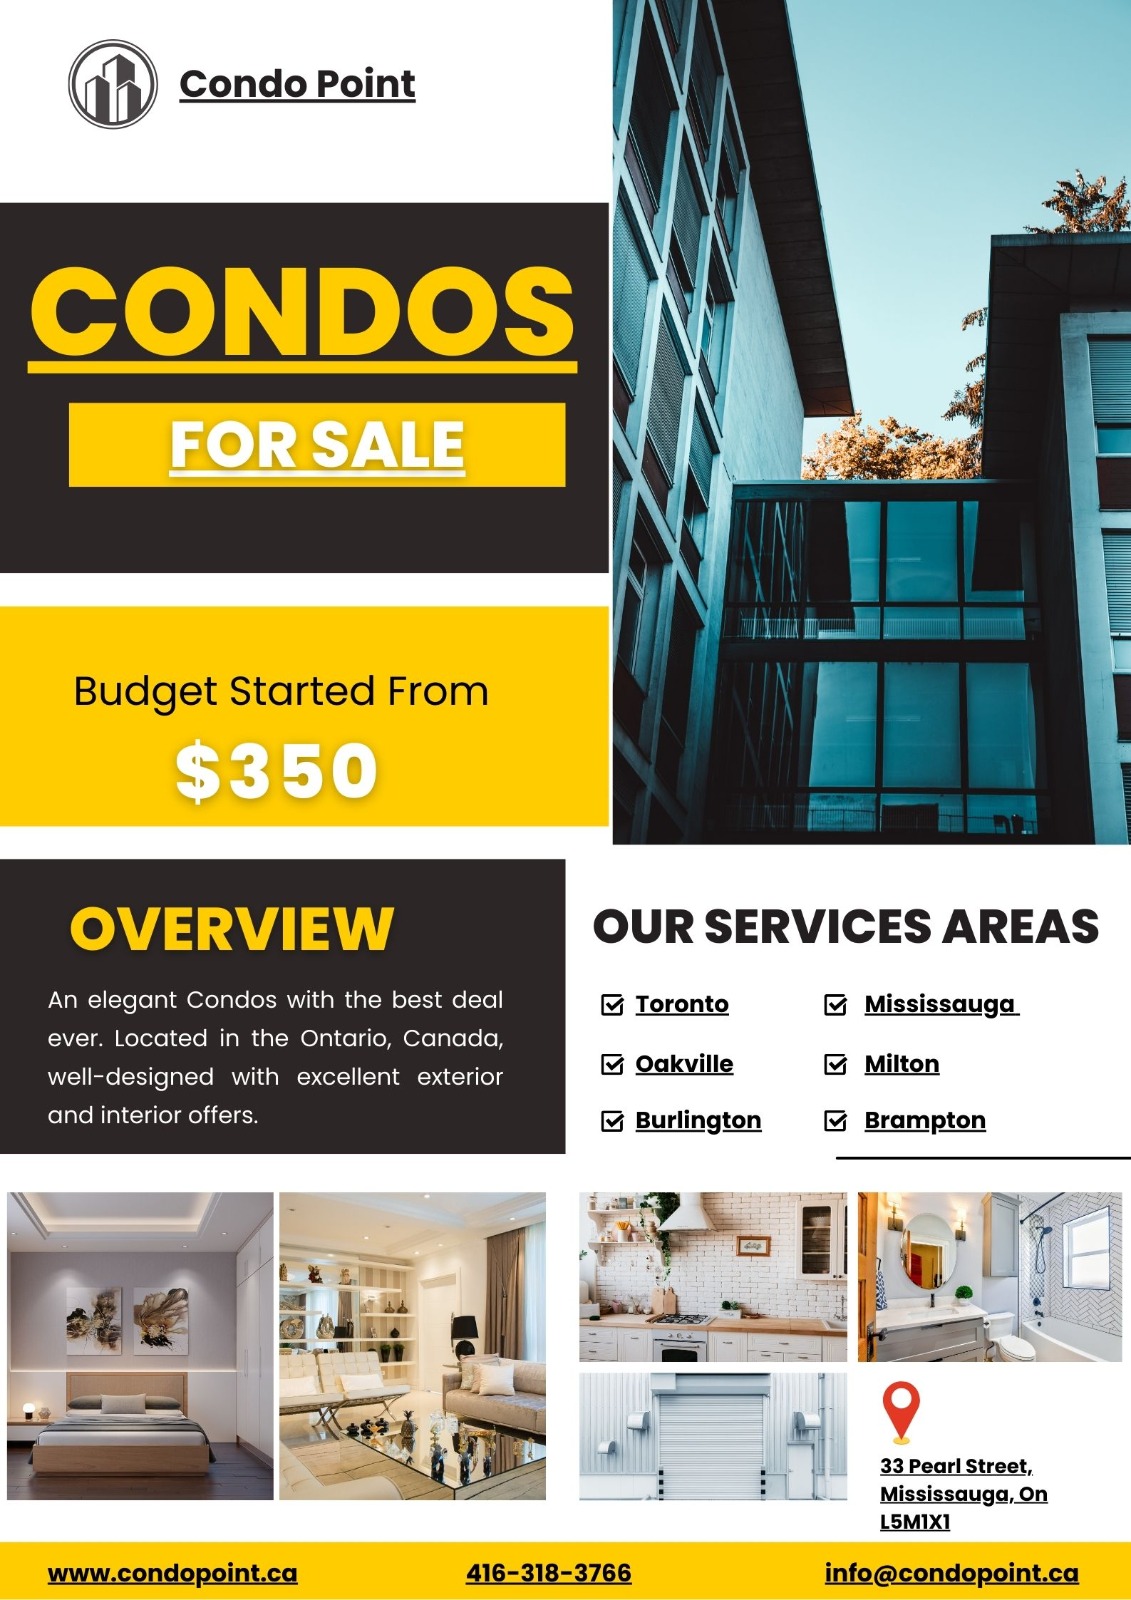 Condo Point
CONDOS
FOR SALE
Budget Started From
$350
OVERVIEW
An elegant Condos with the best deal
ever. Located in the Ontario, Canada,
well-designed with excellent exterior
and interior offers.
OUR SERVICES AREAS
Toronto
Mississauga
Oakville
Milton
Burlington
Brampton
33 Pearl Street,
Mississauga, On
L5M1X1
www.condopoint.ca
416-318-3766
info@condopoint.ca